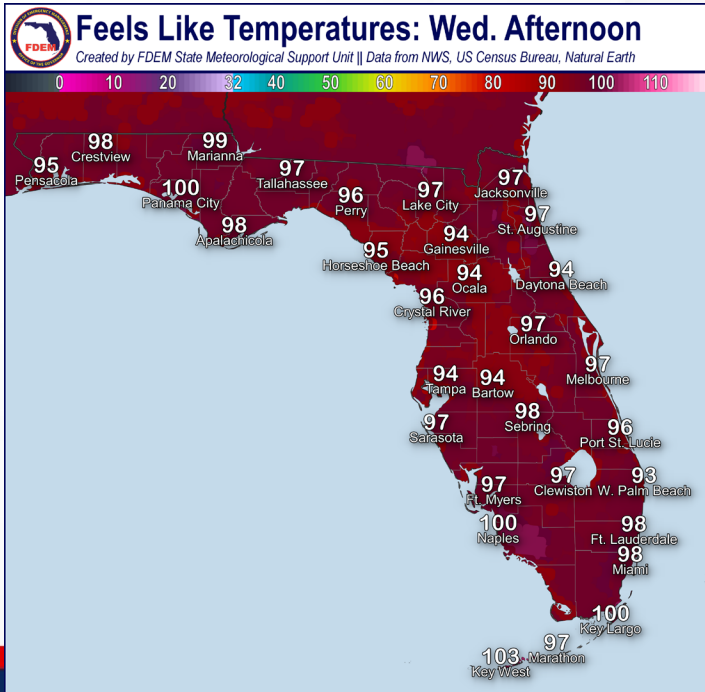 Feels Like Temperatures: Wed. Afternoon
FDEM
Created by FDEM State Meteorological Support Unit || Data from NWS, US Census Bureau, Natural Earth
0 10 20 32 40 50 60 70 80 90 100 110
98
Crestview
99
Marianna
95
Pensacola
97
Tallahassee
100
Panama City
96
Perry
97
Lake City
97
Jacksonville
98
Apalachicola
97
St. Augustine
94
Gainesville
95
Horseshoe Beach
94
Ocala
94
Daytona Beach
96
Crystal River
97
Orlando
97
Melbourne
94
Tampa
94
Bartow
98
Sebring
97
Sarasota
96
Port St. Lucie
97
Ft. Myers
97
Clewiston
93
W. Palm Beach
100
Naples
98
Ft. Lauderdale
98
Miami
100
Key Largo
97
Marathon
103
Key West